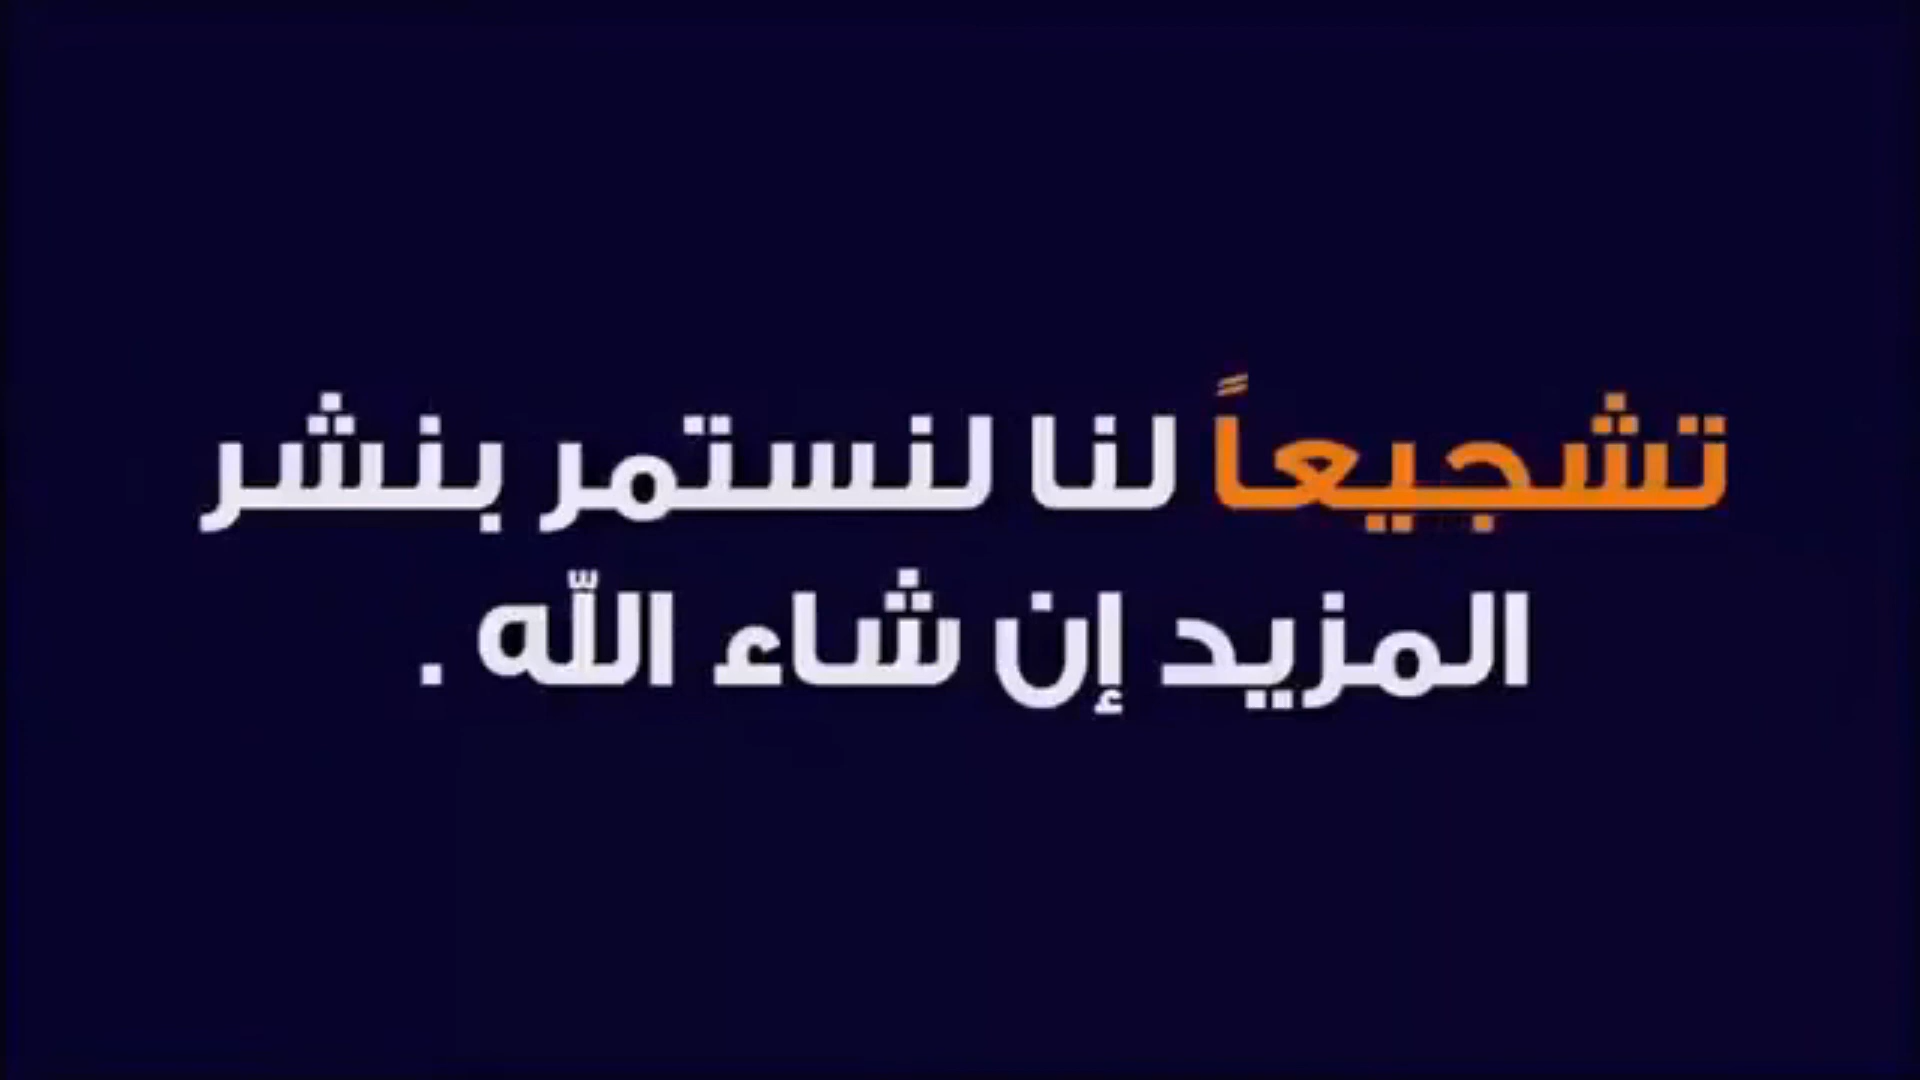 تشجيعاً لنا لنستمر بنشر
المزيد إن شاء اللّه .